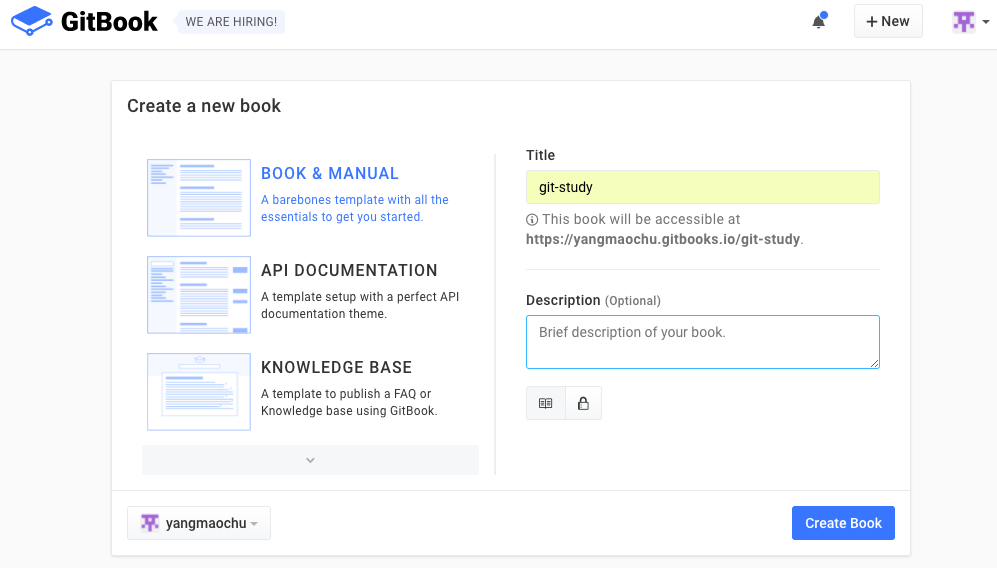 GitBook
WE ARE HIRING!
+ New
Create a new book
BOOK & MANUAL
A barebones template with all the
essentials to get you started.
API DOCUMENTATION
A template setup with a perfect API
documentation theme.
KNOWLEDGE BASE
A template to publish a FAQ or
Knowledge base using GitBook.
Title
git-study
This book will be accessible at
https://yangmaochu.gitbooks.io/git-study.
Description (Optional)
Brief description of your book.
yangmaochu
Create Book